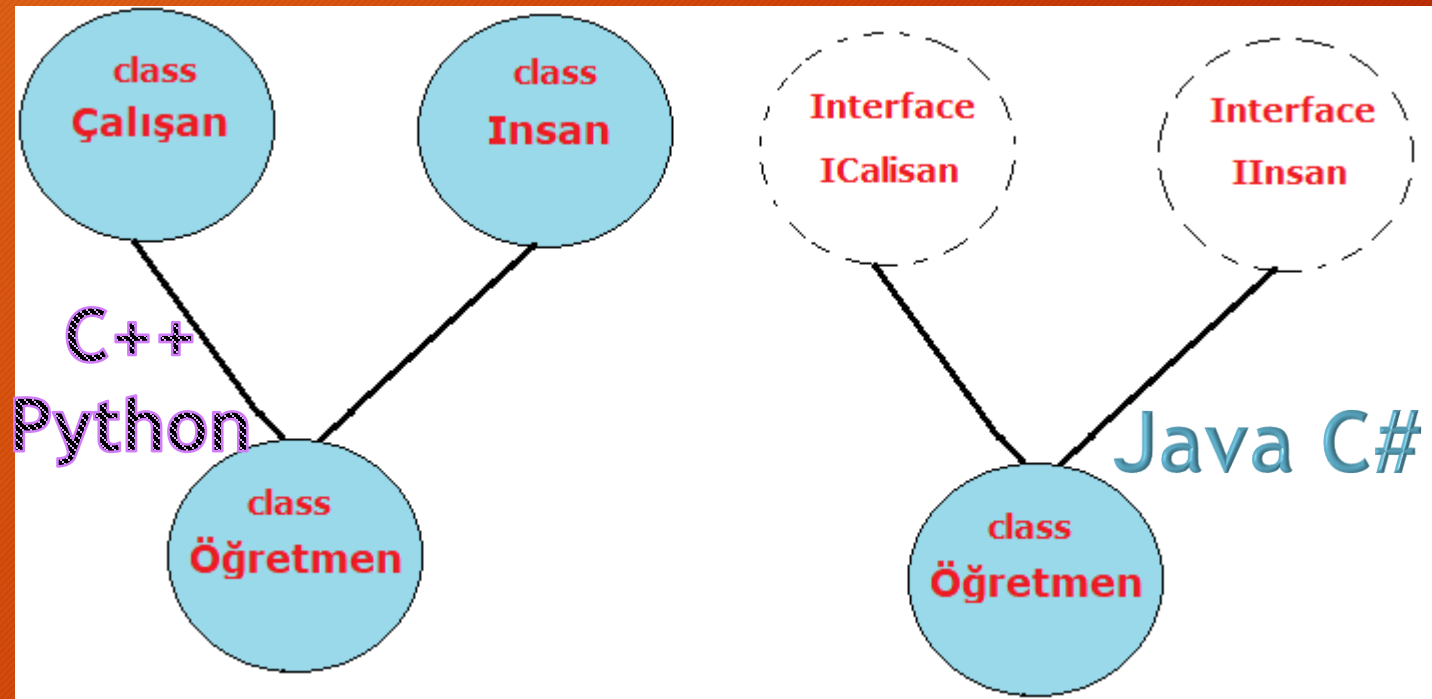 class
Çalışan
class
Insan
C++
Python
class
Öğretmen
Interface
ICalisan
Interface
IInsan
Java C#
class
Öğretmen